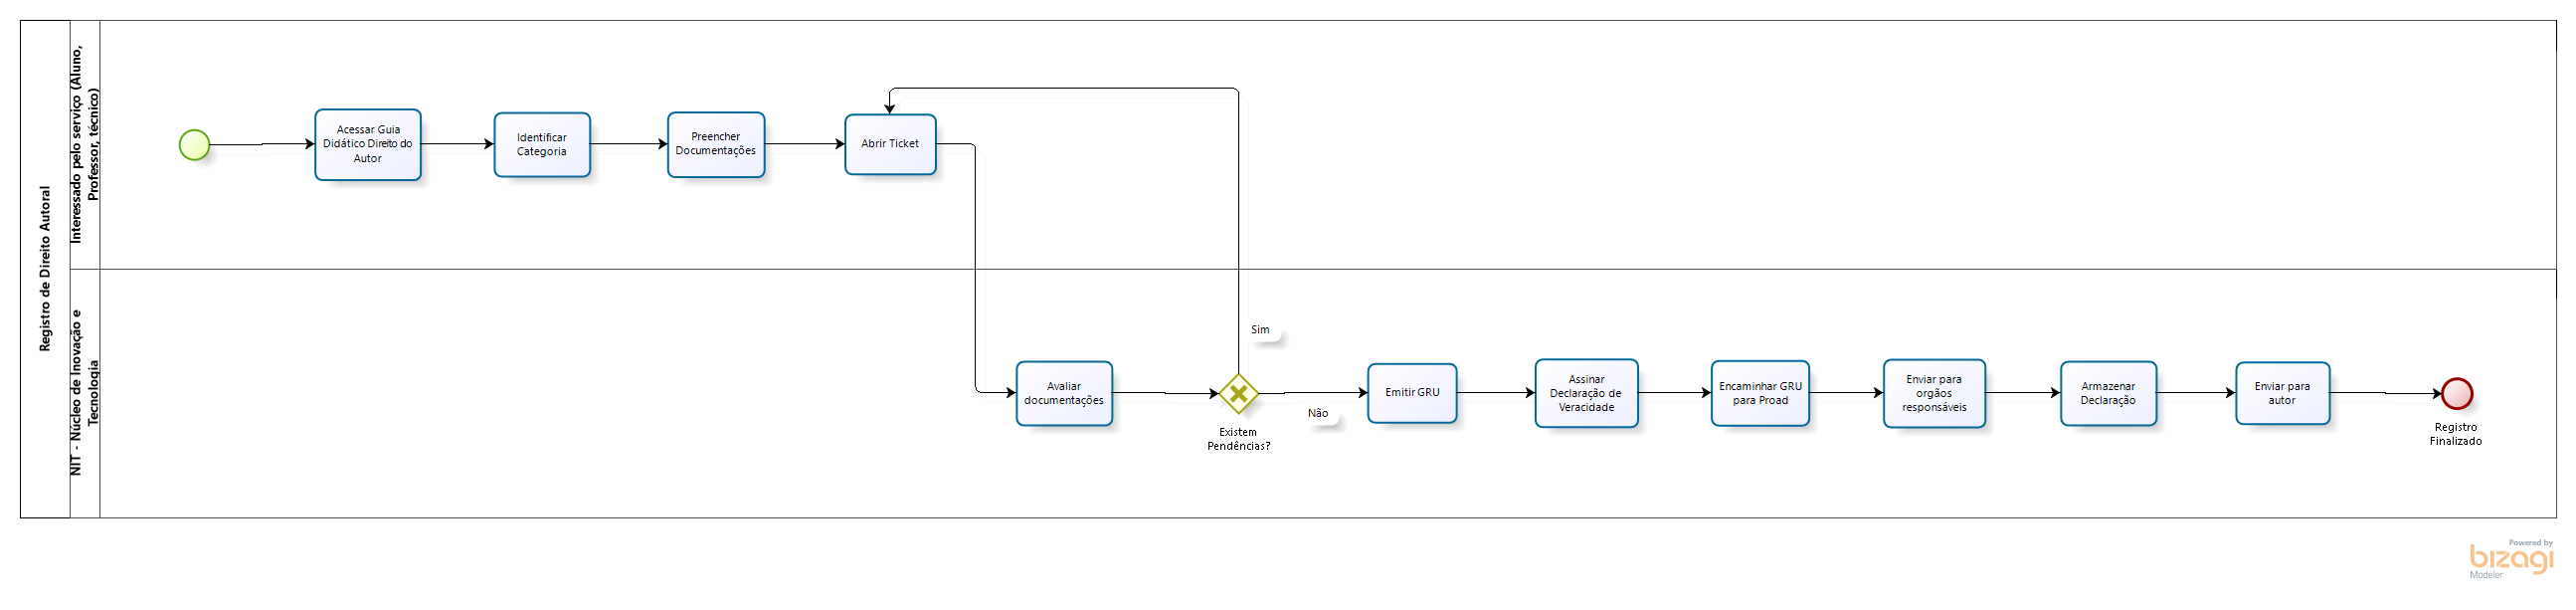 Registro de Direito Autoral
Interessado pelo serviço (Aluno,
Professor, técnico)
Acessar Guia
Didático Direito do
Autor
Identificar
Categoria
Preencher
Documentações
Abrir Ticket
NIT - Núcleo de Inovação e
Tecnologia
Avaliar
documentações
Sim
Existem
Pendências?
Não
Emitir GRU
Assinar
Declaração de
Veracidade
Encaminhar GRU
para Proad
Enviar para
orgãos
responsáveis
Armazenar
Declaração
Enviar para
autor
Registro
Finalizado
Powered by
bizagi
Modeler